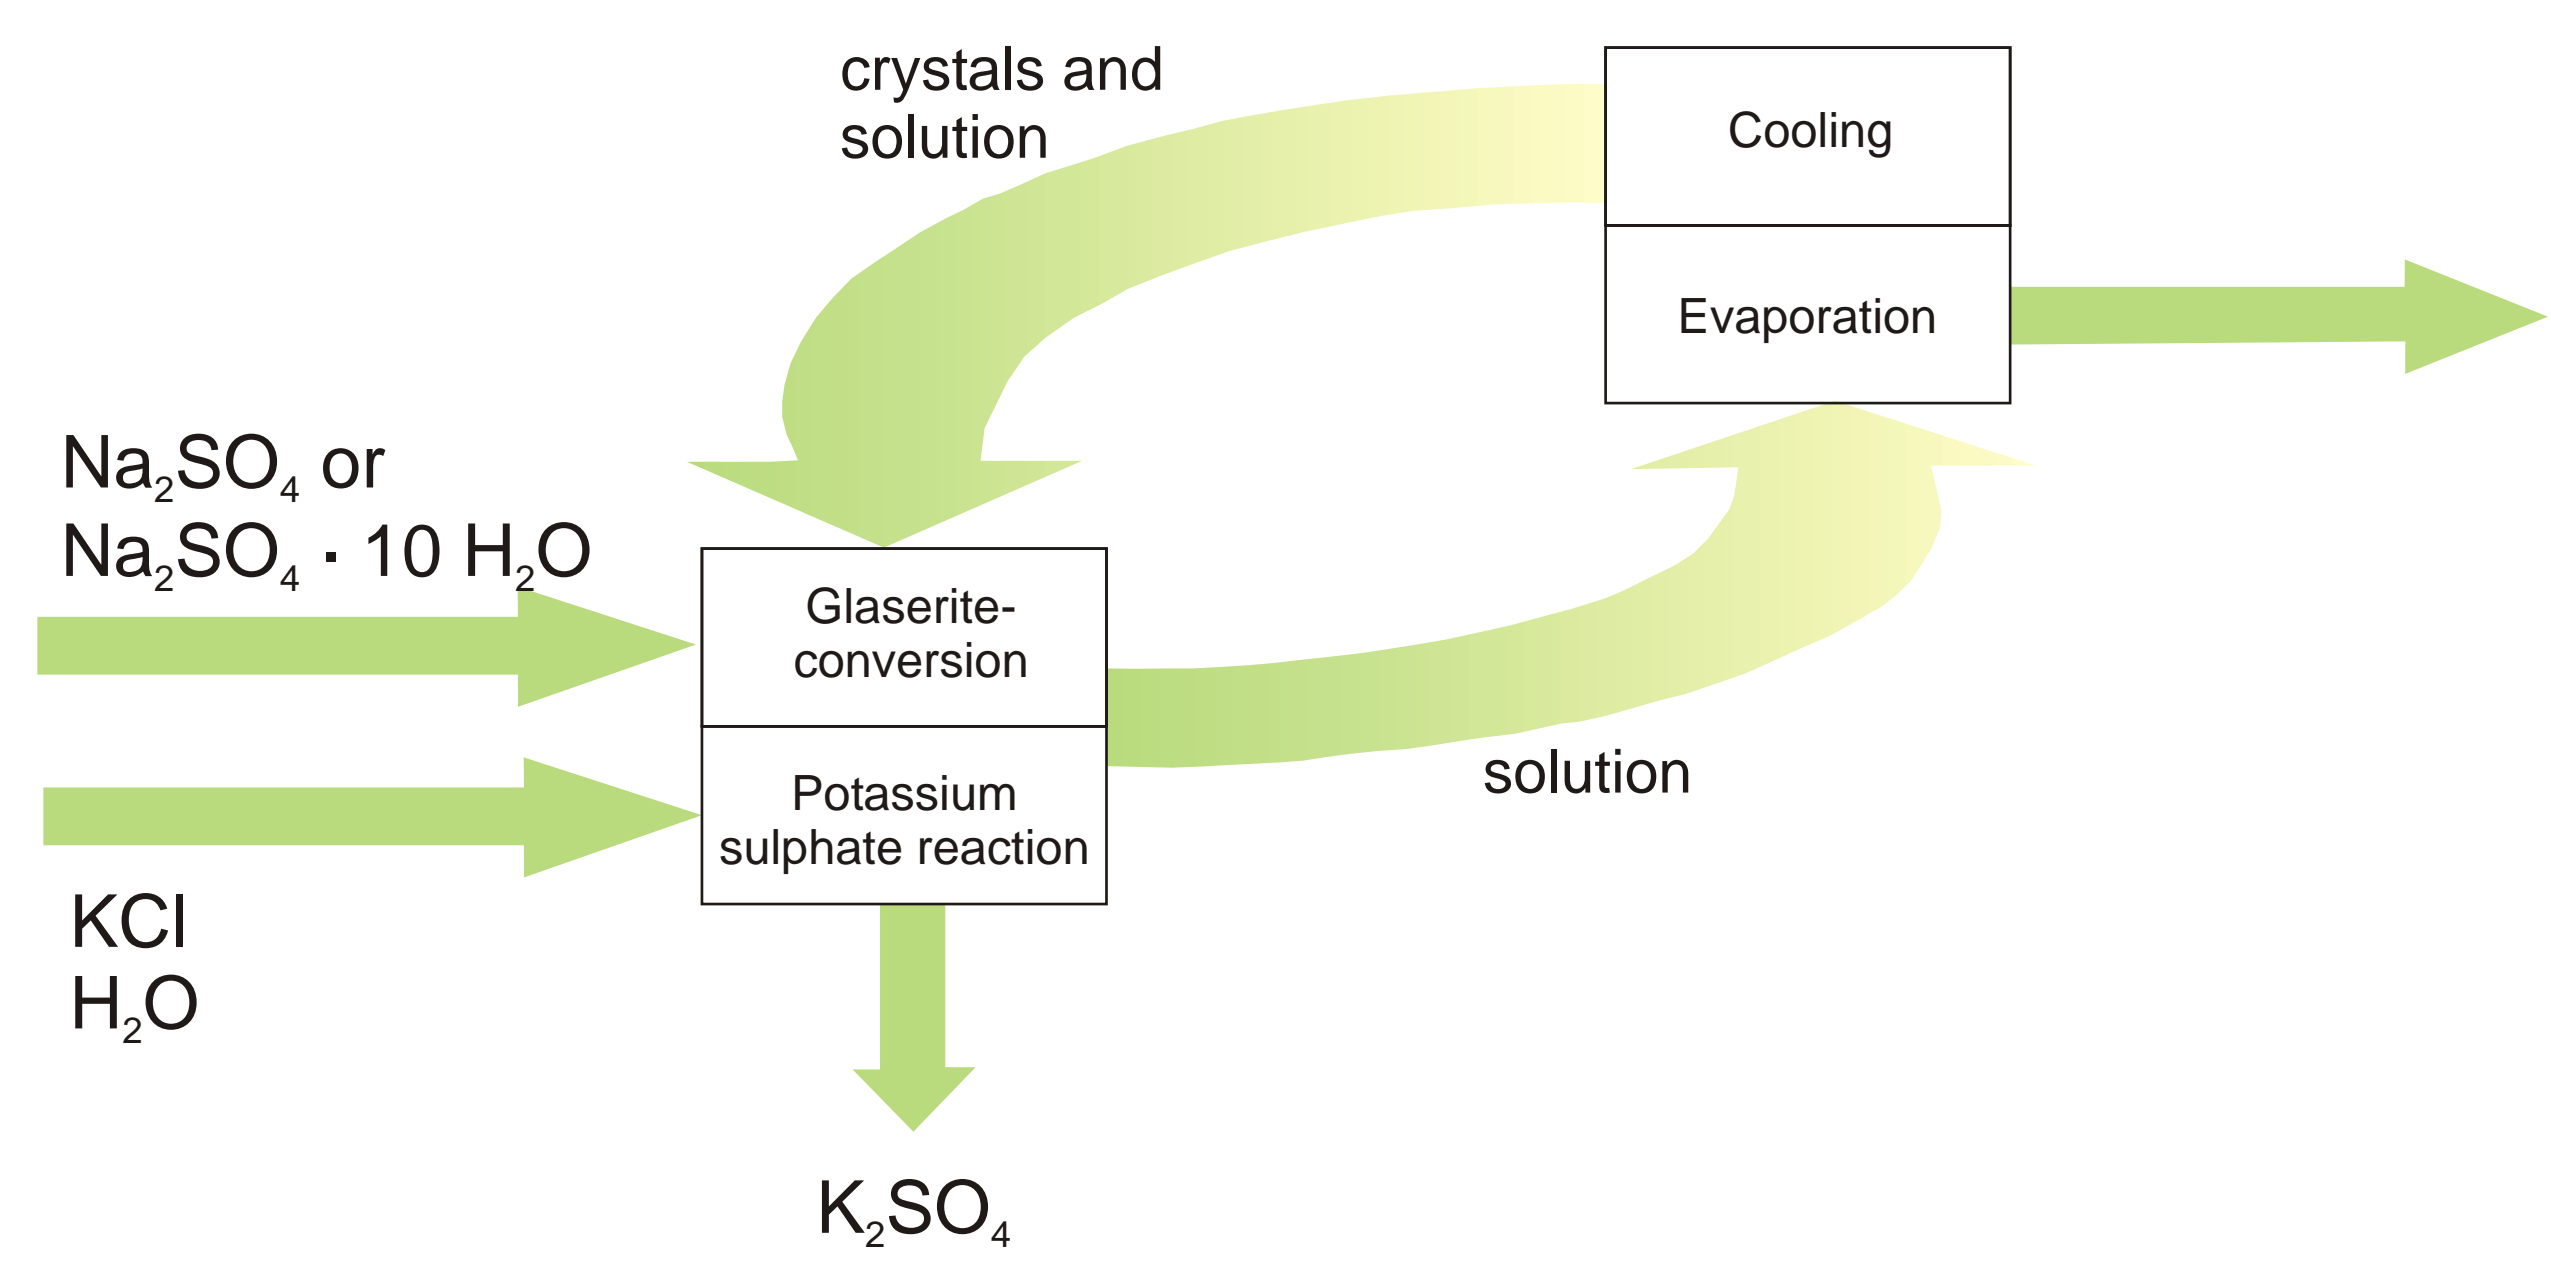 crystals and
solution
Cooling
Evaporation
Na₂SO₄ or
Na₂SO₄ · 10 H₂O
Glaserite-
conversion
Potassium
sulphate reaction
solution
KCl
H₂O
K₂SO₄